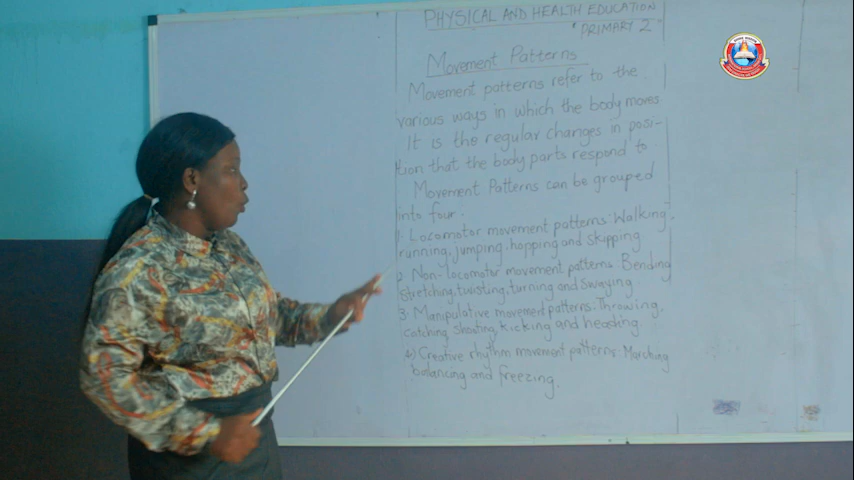 PHYSICAL AND HEALTH EDUCATION
"PRIMARY 2"
Movement Patterns
Movement patterns refer to the
various ways in which the body moves
It is the regular changes in posi-
tion that the body parts respond to
Movement Patterns can be grouped
into four.
1. Locomotor movement patterns: Walking,
running, jumping, hopping and skipping
2. Non-locomotor movement patterns: Bending
stretching, twisting, turning and swaying
3. Manipulative movement patterns: Throwing,
catching, shooting, kicking and heading.
4) Creative rhythm movement patterns: Marching
balancing and freezing.